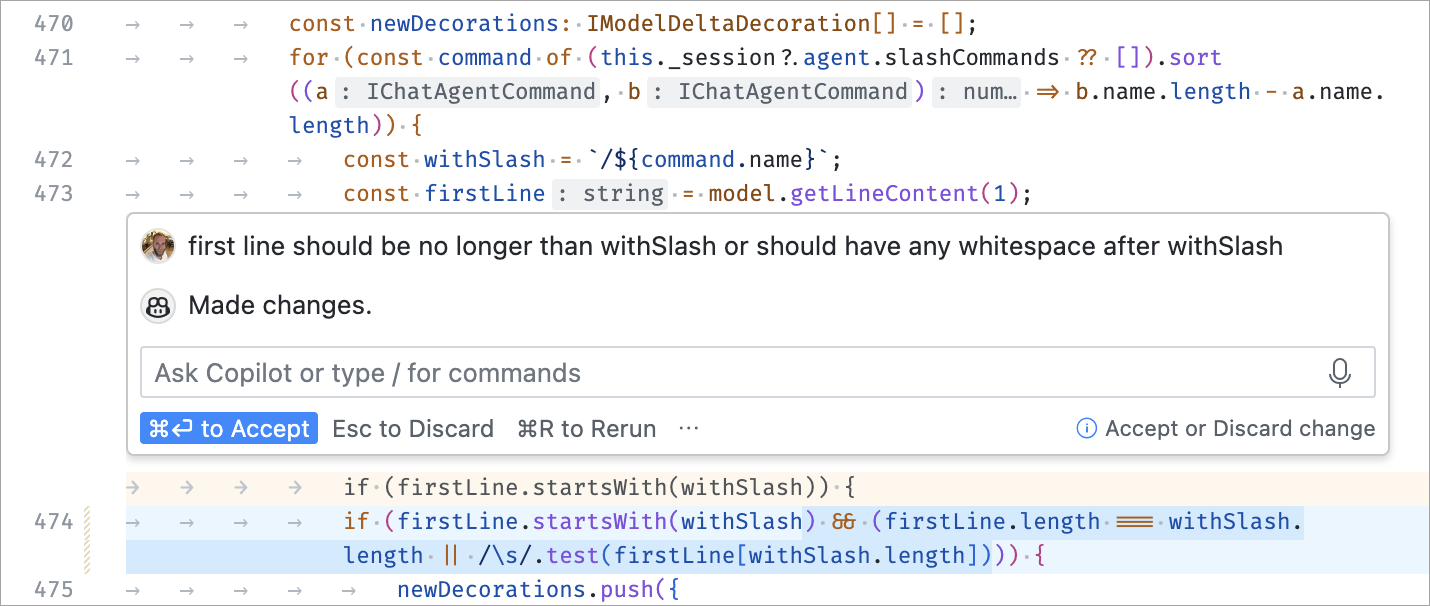 470 const newDecorations: IModelDeltaDecoration[] = [];
471 for (const command of (this._session?.agent.slashCommands ?? []).sort
((a: IChatAgentCommand, b: IChatAgentCommand): num… => b.name.length - a.name.
length)) {
472 const withSlash = `/${command.name}`;
473 const firstLine: string = model.getLineContent(1);
first line should be no longer than withSlash or should have any whitespace after withSlash
Made changes.
Ask Copilot or type / for commands
⌘⏎ to Accept Esc to Discard ⌘R to Rerun ··· Accept or Discard change
if (firstLine.startsWith(withSlash)) {
474 if (firstLine.startsWith(withSlash) && (firstLine.length === withSlash.
length || /\s/.test(firstLine[withSlash.length]))) {
475 newDecorations.push({